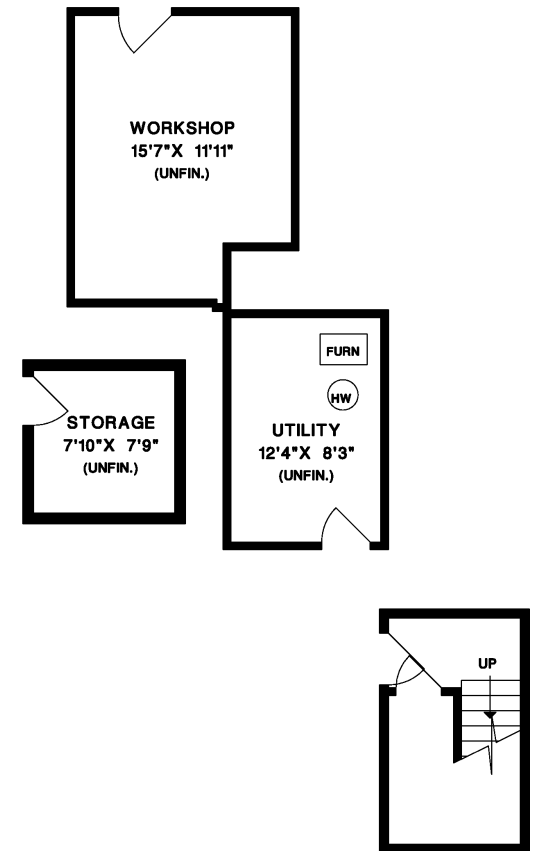 WORKSHOP
15'7"X 11'11"
(UNFIN.)
FURN
HW
STORAGE
7'10"X 7'9"
(UNFIN.)
UTILITY
12'4"X 8'3"
(UNFIN.)
UP